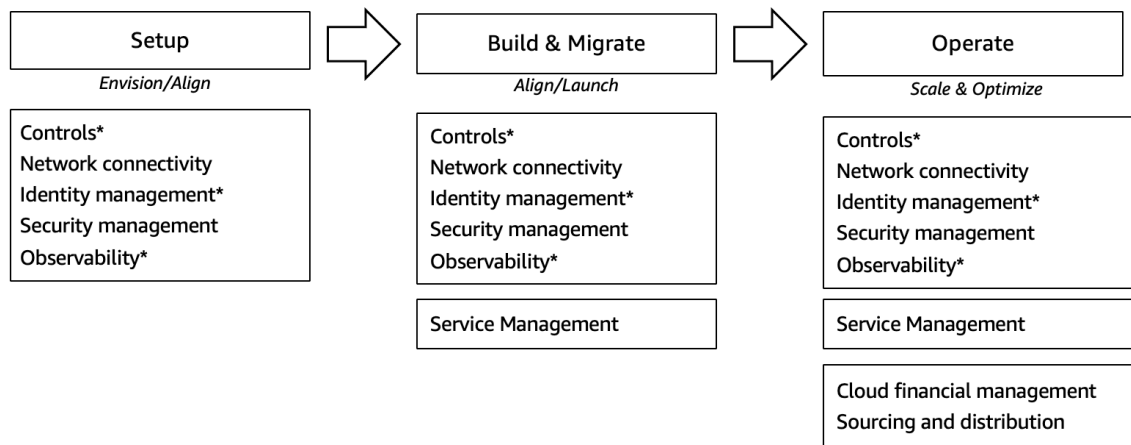 Setup
Envision/Align
Controls*
Network connectivity
Identity management*
Security management
Observability*
Build & Migrate
Align/Launch
Controls*
Network connectivity
Identity management*
Security management
Observability*
Service Management
Operate
Scale & Optimize
Controls*
Network connectivity
Identity management*
Security management
Observability*
Service Management
Cloud financial management
Sourcing and distribution